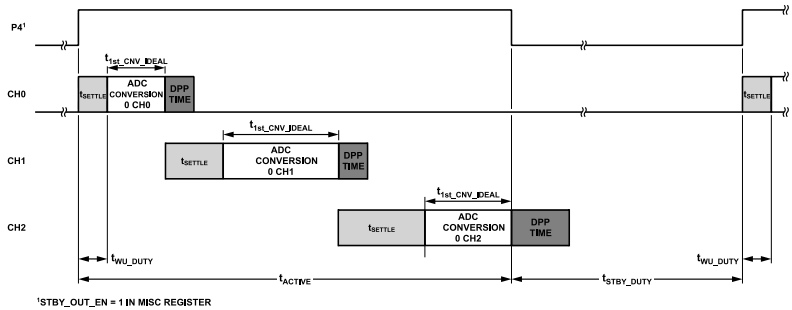 P4¹
t1st_CNV_IDEAL
CH0
tSETTLE
ADC
CONVERSION
0 CH0
DPP
TIME
tSETTLE
t1st_CNV_IDEAL
CH1
tSETTLE
ADC
CONVERSION
0 CH1
DPP
TIME
t1st_CNV_IDEAL
CH2
tSETTLE
ADC
CONVERSION
0 CH2
DPP
TIME
tWU_DUTY
tWU_DUTY
tACTIVE
tSTBY_DUTY
¹STBY_OUT_EN = 1 IN MISC REGISTER